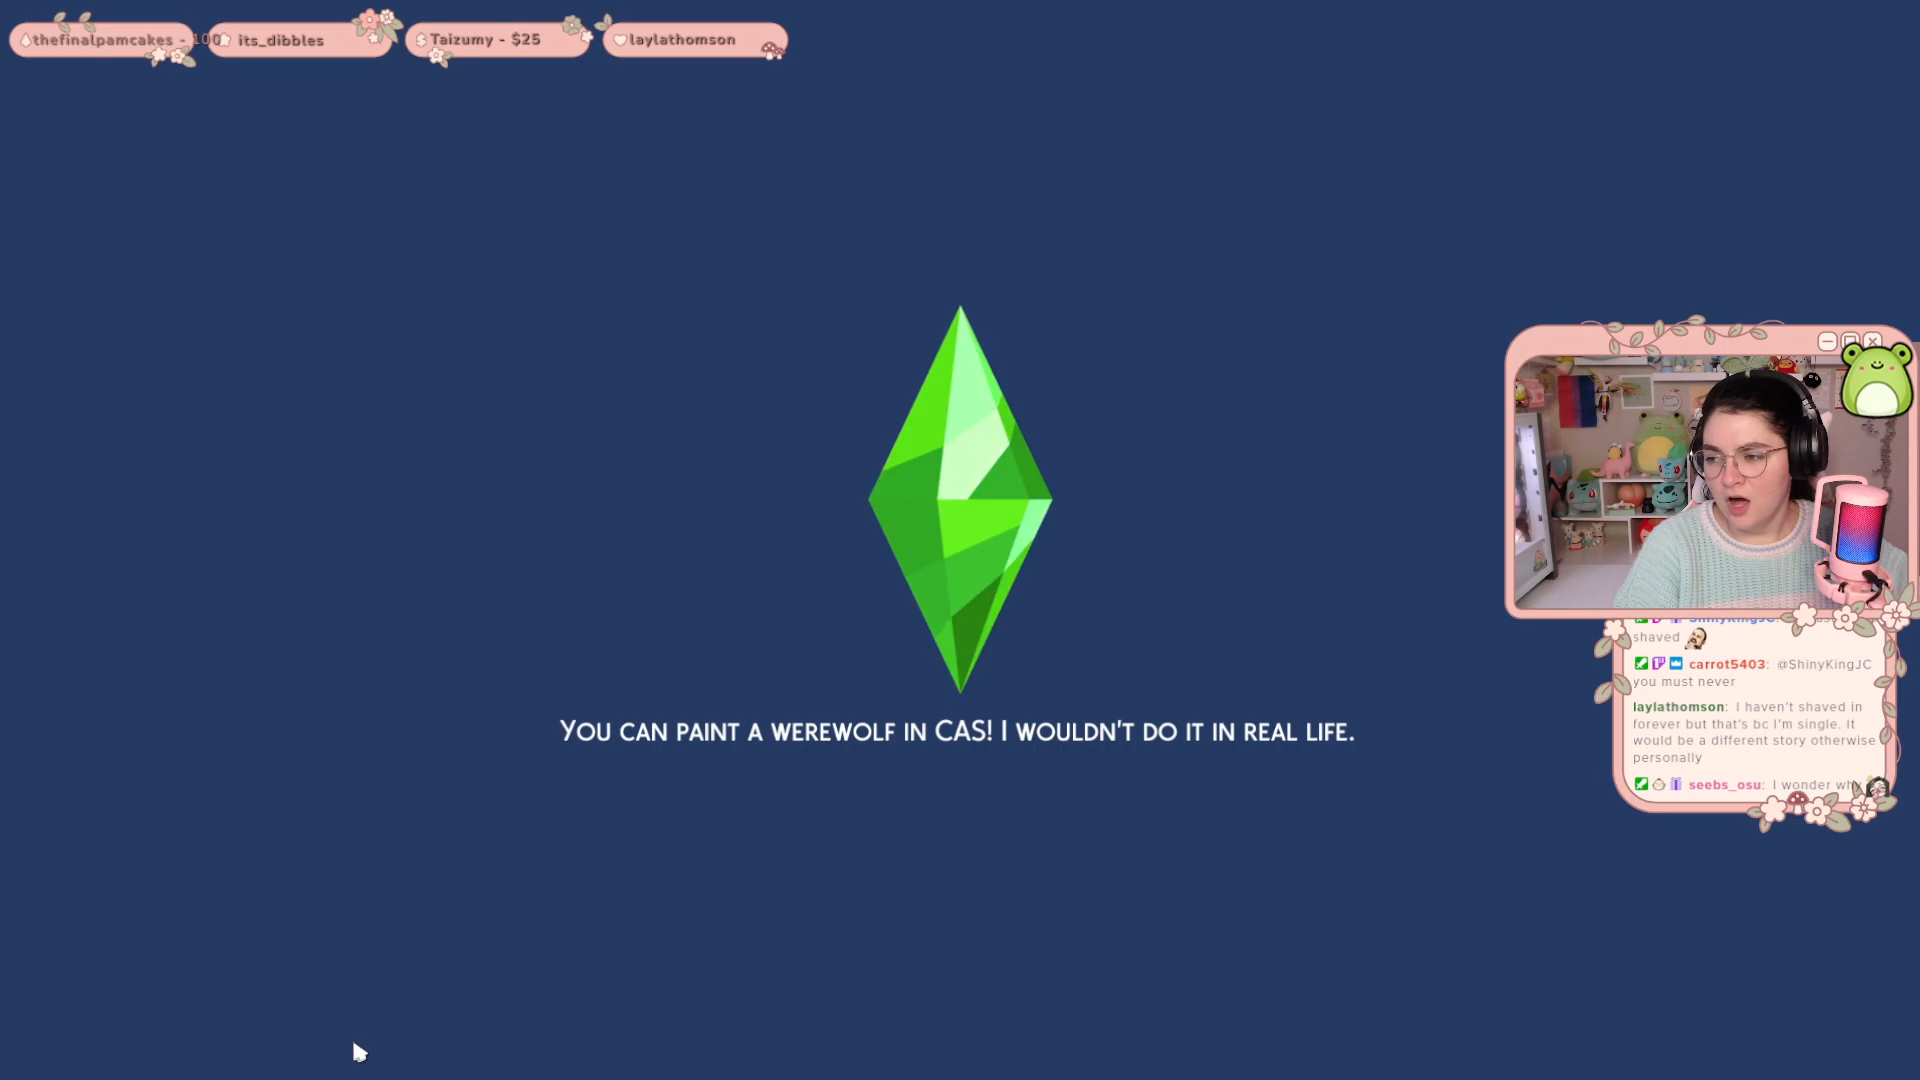 thefinalpamcakes - 100
its_dibbles
Taizumy - $25
laylathomson
YOU CAN PAINT A WEREWOLF IN CAS! I WOULDN'T DO IT IN REAL LIFE.
shaved
carrot5403: @ShinyKingJC
you must never
laylathomson: I haven't shaved in
forever but that's bc I'm single. It
would be a different story otherwise
personally
seebs_osu: I wonder why